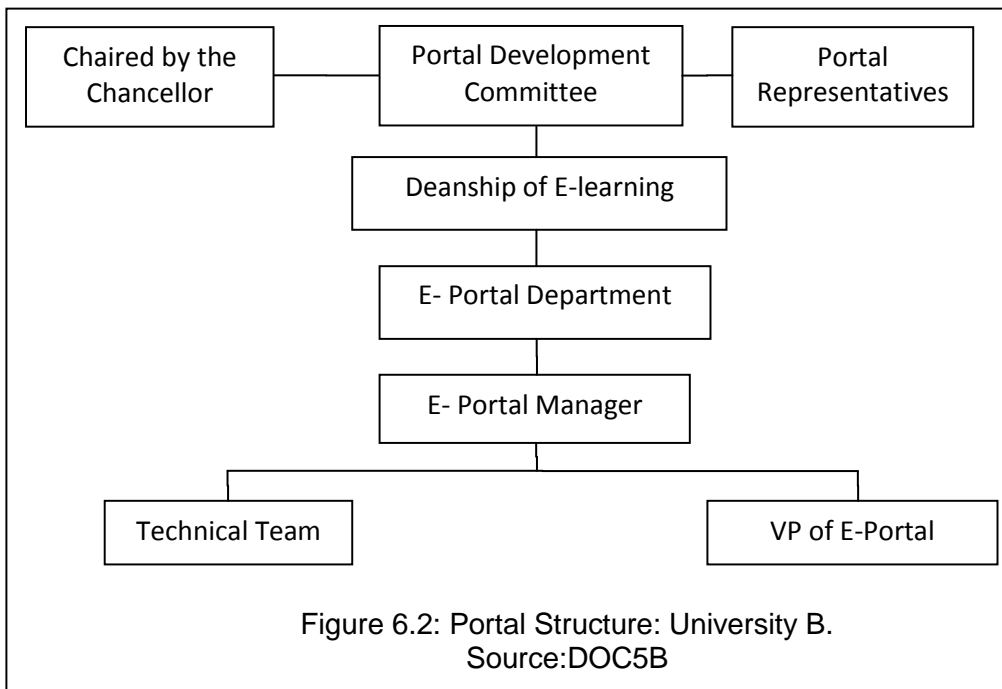 Chaired by the
Chancellor
Portal Development
Committee
Portal
Representatives
Deanship of E-learning
E- Portal Department
E- Portal Manager
Technical Team
VP of E-Portal
Figure 6.2: Portal Structure: University B.
Source:DOC5B